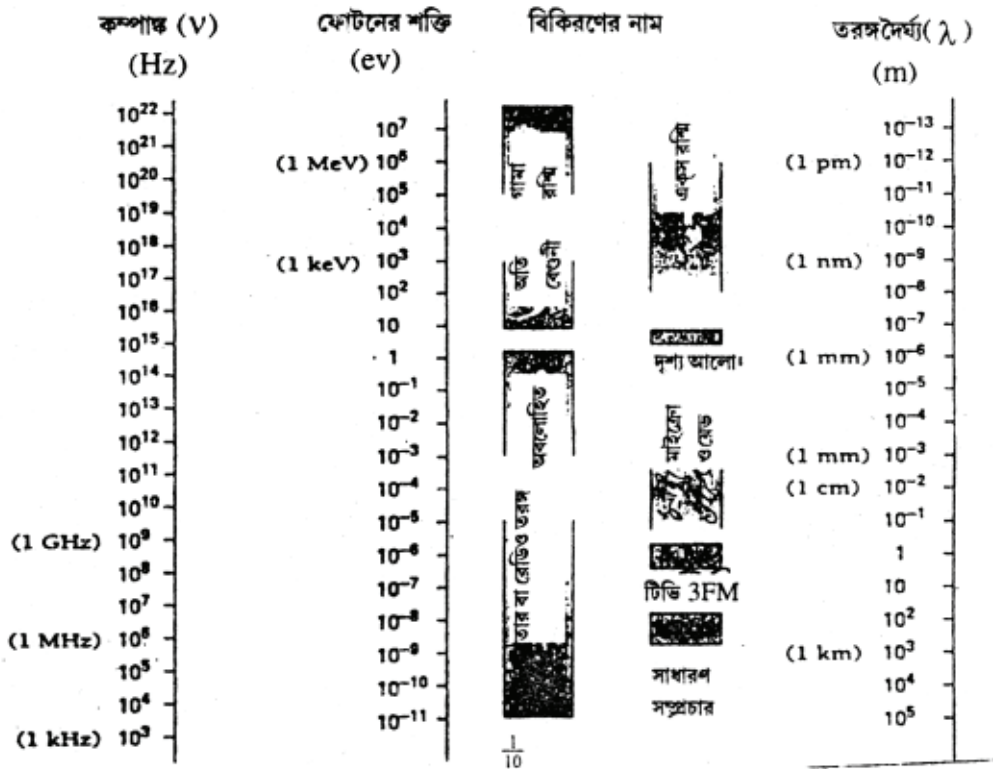 কম্পাঙ্ক (V)
(Hz)
ফোটনের শক্তি
(ev)
বিকিরণের নাম
তরঙ্গদৈর্ঘ্য( λ )
(m)
10²²
10²¹
10²⁰
10¹⁹
10¹⁸
10¹⁷
10¹⁶
10¹⁵
10¹⁴
10¹³
10¹²
10¹¹
10¹⁰
(1 GHz) 10⁹
10⁸
10⁷
(1 MHz) 10⁶
10⁵
10⁴
(1 kHz) 10³
10⁷
(1 MeV) 10⁶
10⁵
10⁴
(1 keV) 10³
10²
10
1
10⁻¹
10⁻²
10⁻³
10⁻⁴
10⁻⁵
10⁻⁶
10⁻⁷
10⁻⁸
10⁻⁹
10⁻¹⁰
10⁻¹¹
গামা
রশ্মি
অতি
বেগুনী
অবলোহিত
তার বা রেডিও তরঙ্গ
1/10
এক্স রশ্মি
দৃশ্য আলো
মাইক্রো
ওয়েভ
টিভি 3FM
সাধারণ
সম্প্রচার
10⁻¹³
(1 pm) 10⁻¹²
10⁻¹¹
10⁻¹⁰
(1 nm) 10⁻⁹
10⁻⁸
10⁻⁷
(1 mm) 10⁻⁶
10⁻⁵
10⁻⁴
(1 mm) 10⁻³
(1 cm) 10⁻²
10⁻¹
1
10
10²
(1 km) 10³
10⁴
10⁵